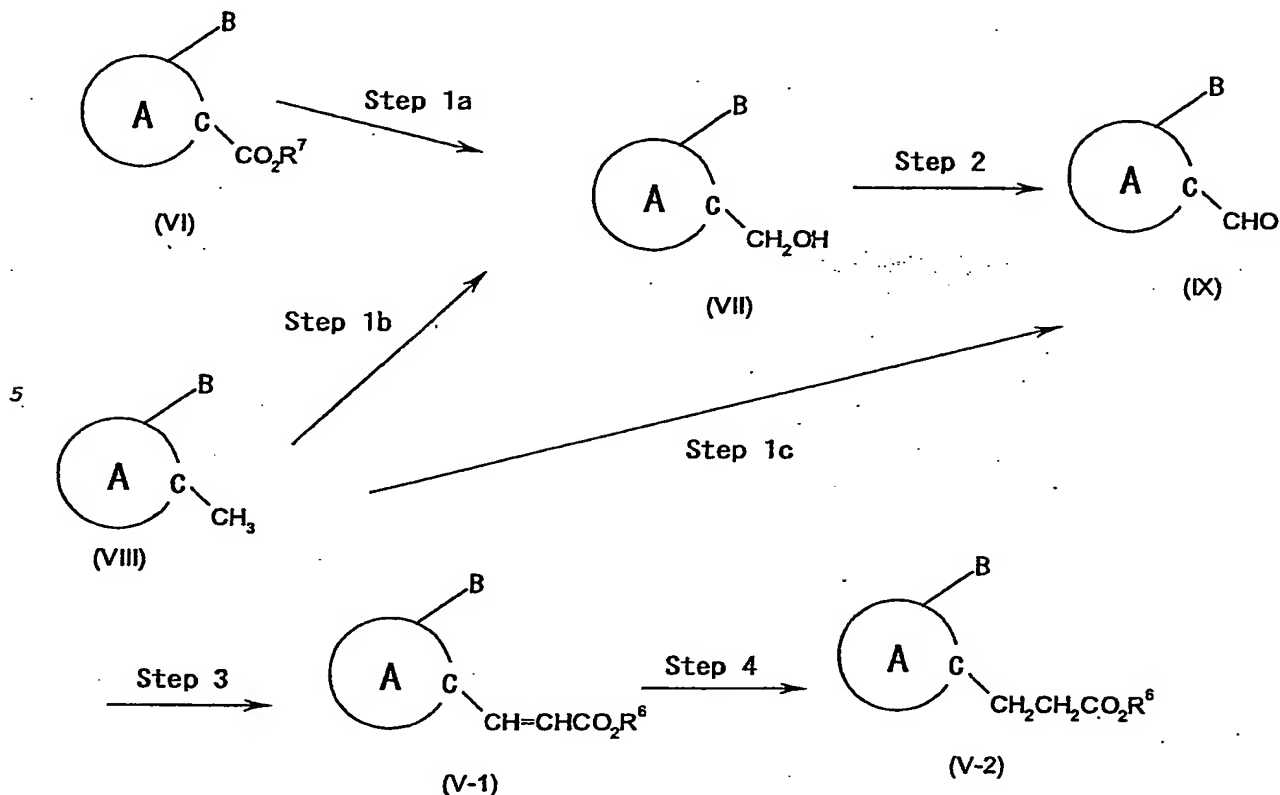 B
A
C
CO₂R⁷
(VI)
Step 1a
B
A
C
CH₂OH
(VII)
Step 2
B
A
C
CHO
(IX)
Step 1b
Step 1c
5
B
A
C
CH₃
(VIII)
Step 3
B
A
C
CH=CHCO₂R⁶
(V-1)
Step 4
B
A
C
CH₂CH₂CO₂R⁶
(V-2)